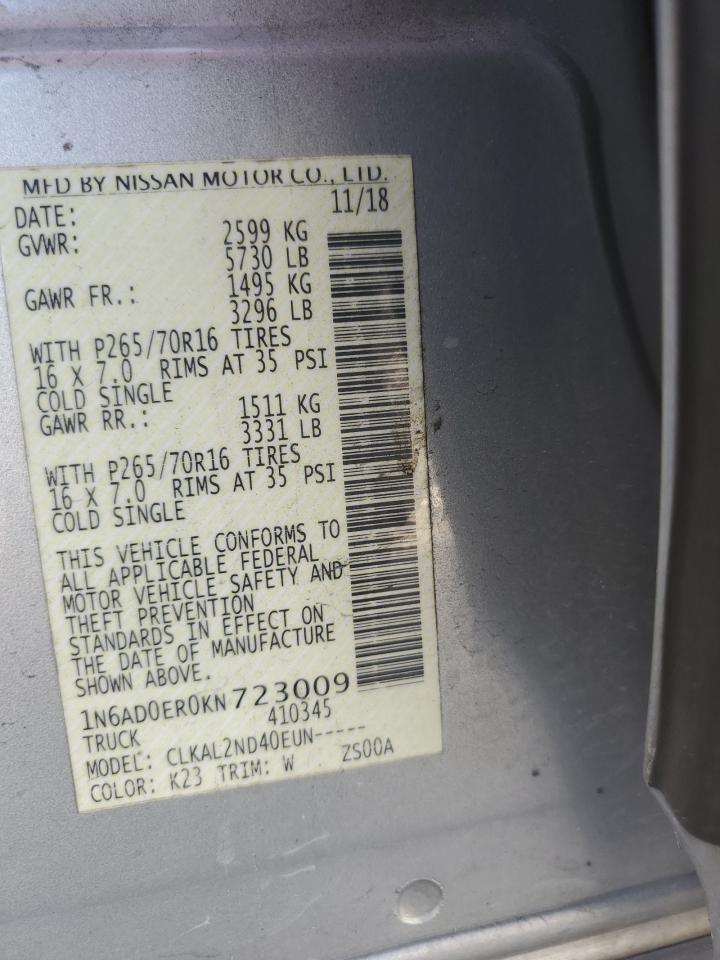 MFD BY NISSAN MOTOR CO., LTD.
DATE: 11/18
GVWR: 2599 KG
5730 LB
GAWR FR.: 1495 KG
3296 LB
WITH P265/70R16 TIRES
16 X 7.0 RIMS AT 35 PSI
COLD SINGLE
GAWR RR.: 1511 KG
3331 LB
WITH P265/70R16 TIRES
16 X 7.0 RIMS AT 35 PSI
COLD SINGLE
THIS VEHICLE CONFORMS TO
ALL APPLICABLE FEDERAL
MOTOR VEHICLE SAFETY AND
THEFT PREVENTION
STANDARDS IN EFFECT ON
THE DATE OF MANUFACTURE
SHOWN ABOVE.
1N6AD0ER0KN723009
TRUCK 410345
MODEL: CLKAL2ND40EUN-----
COLOR: K23 TRIM: W ZS00A